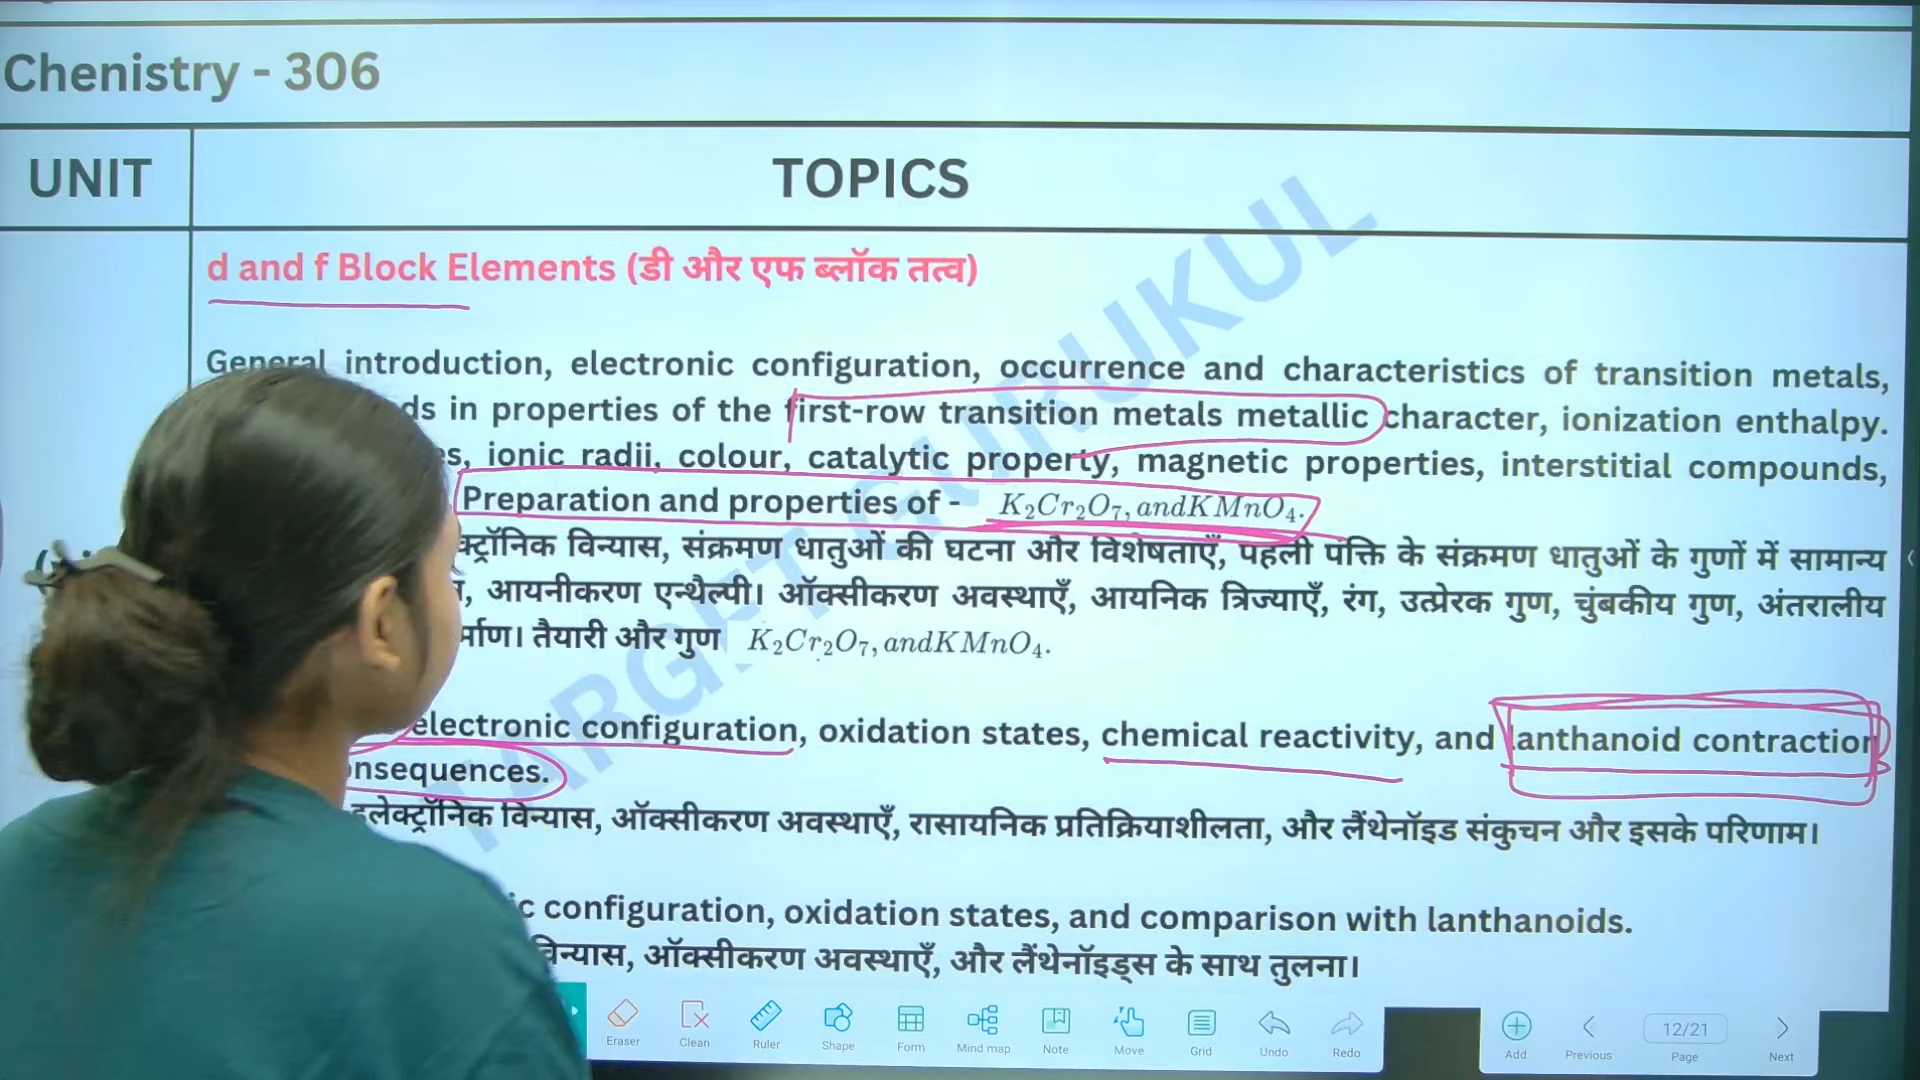 Chenistry - 306
UNIT
TOPICS
d and f Block Elements (डी और एफ ब्लॉक तत्व)
General introduction, electronic configuration, occurrence and characteristics of transition metals,
in properties of the first-row transition metals metallic character, ionization enthalpy.
ionic radii, colour, catalytic property, magnetic properties, interstitial compounds,
Preparation and properties of - K₂Cr₂O₇, andKMnO₄.
विन्यास, संक्रमण धातुओं की घटना और विशेषताएँ, पहली पंक्ति के संक्रमण धातुओं के गुणों में सामान्य
आयनीकरण एन्थैल्पी। ऑक्सीकरण अवस्थाएँ, आयनिक त्रिज्याएँ, रंग, उत्प्रेरक गुण, चुंबकीय गुण, अंतरालीय
तैयारी और गुण K₂Cr₂O₇, andKMnO₄.
electronic configuration, oxidation states, chemical reactivity, and lanthanoid contraction
इलेक्ट्रॉनिक विन्यास, ऑक्सीकरण अवस्थाएँ, रासायनिक प्रतिक्रियाशीलता, और लैंथेनॉइड संकुचन और इसके परिणाम।
configuration, oxidation states, and comparison with lanthanoids.
विन्यास, ऑक्सीकरण अवस्थाएँ, और लैंथेनॉइड्स के साथ तुलना।
TARGET GURUKUL
Eraser
Clean
Ruler
Shape
Form
Mind map
Note
Move
Grid
Undo
Redo
Add
Previous
12/21
Page
Next